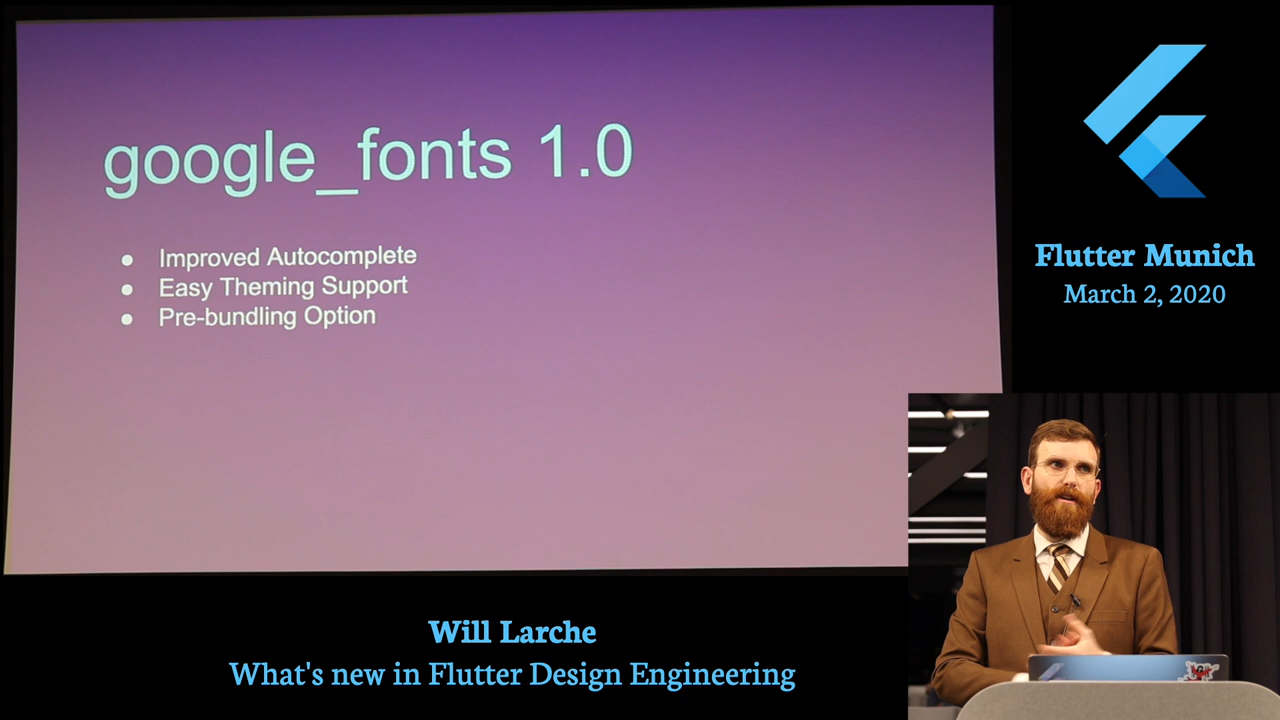 google_fonts 1.0
● Improved Autocomplete
● Easy Theming Support
● Pre-bundling Option
Flutter Munich
March 2, 2020
Will Larche
What's new in Flutter Design Engineering